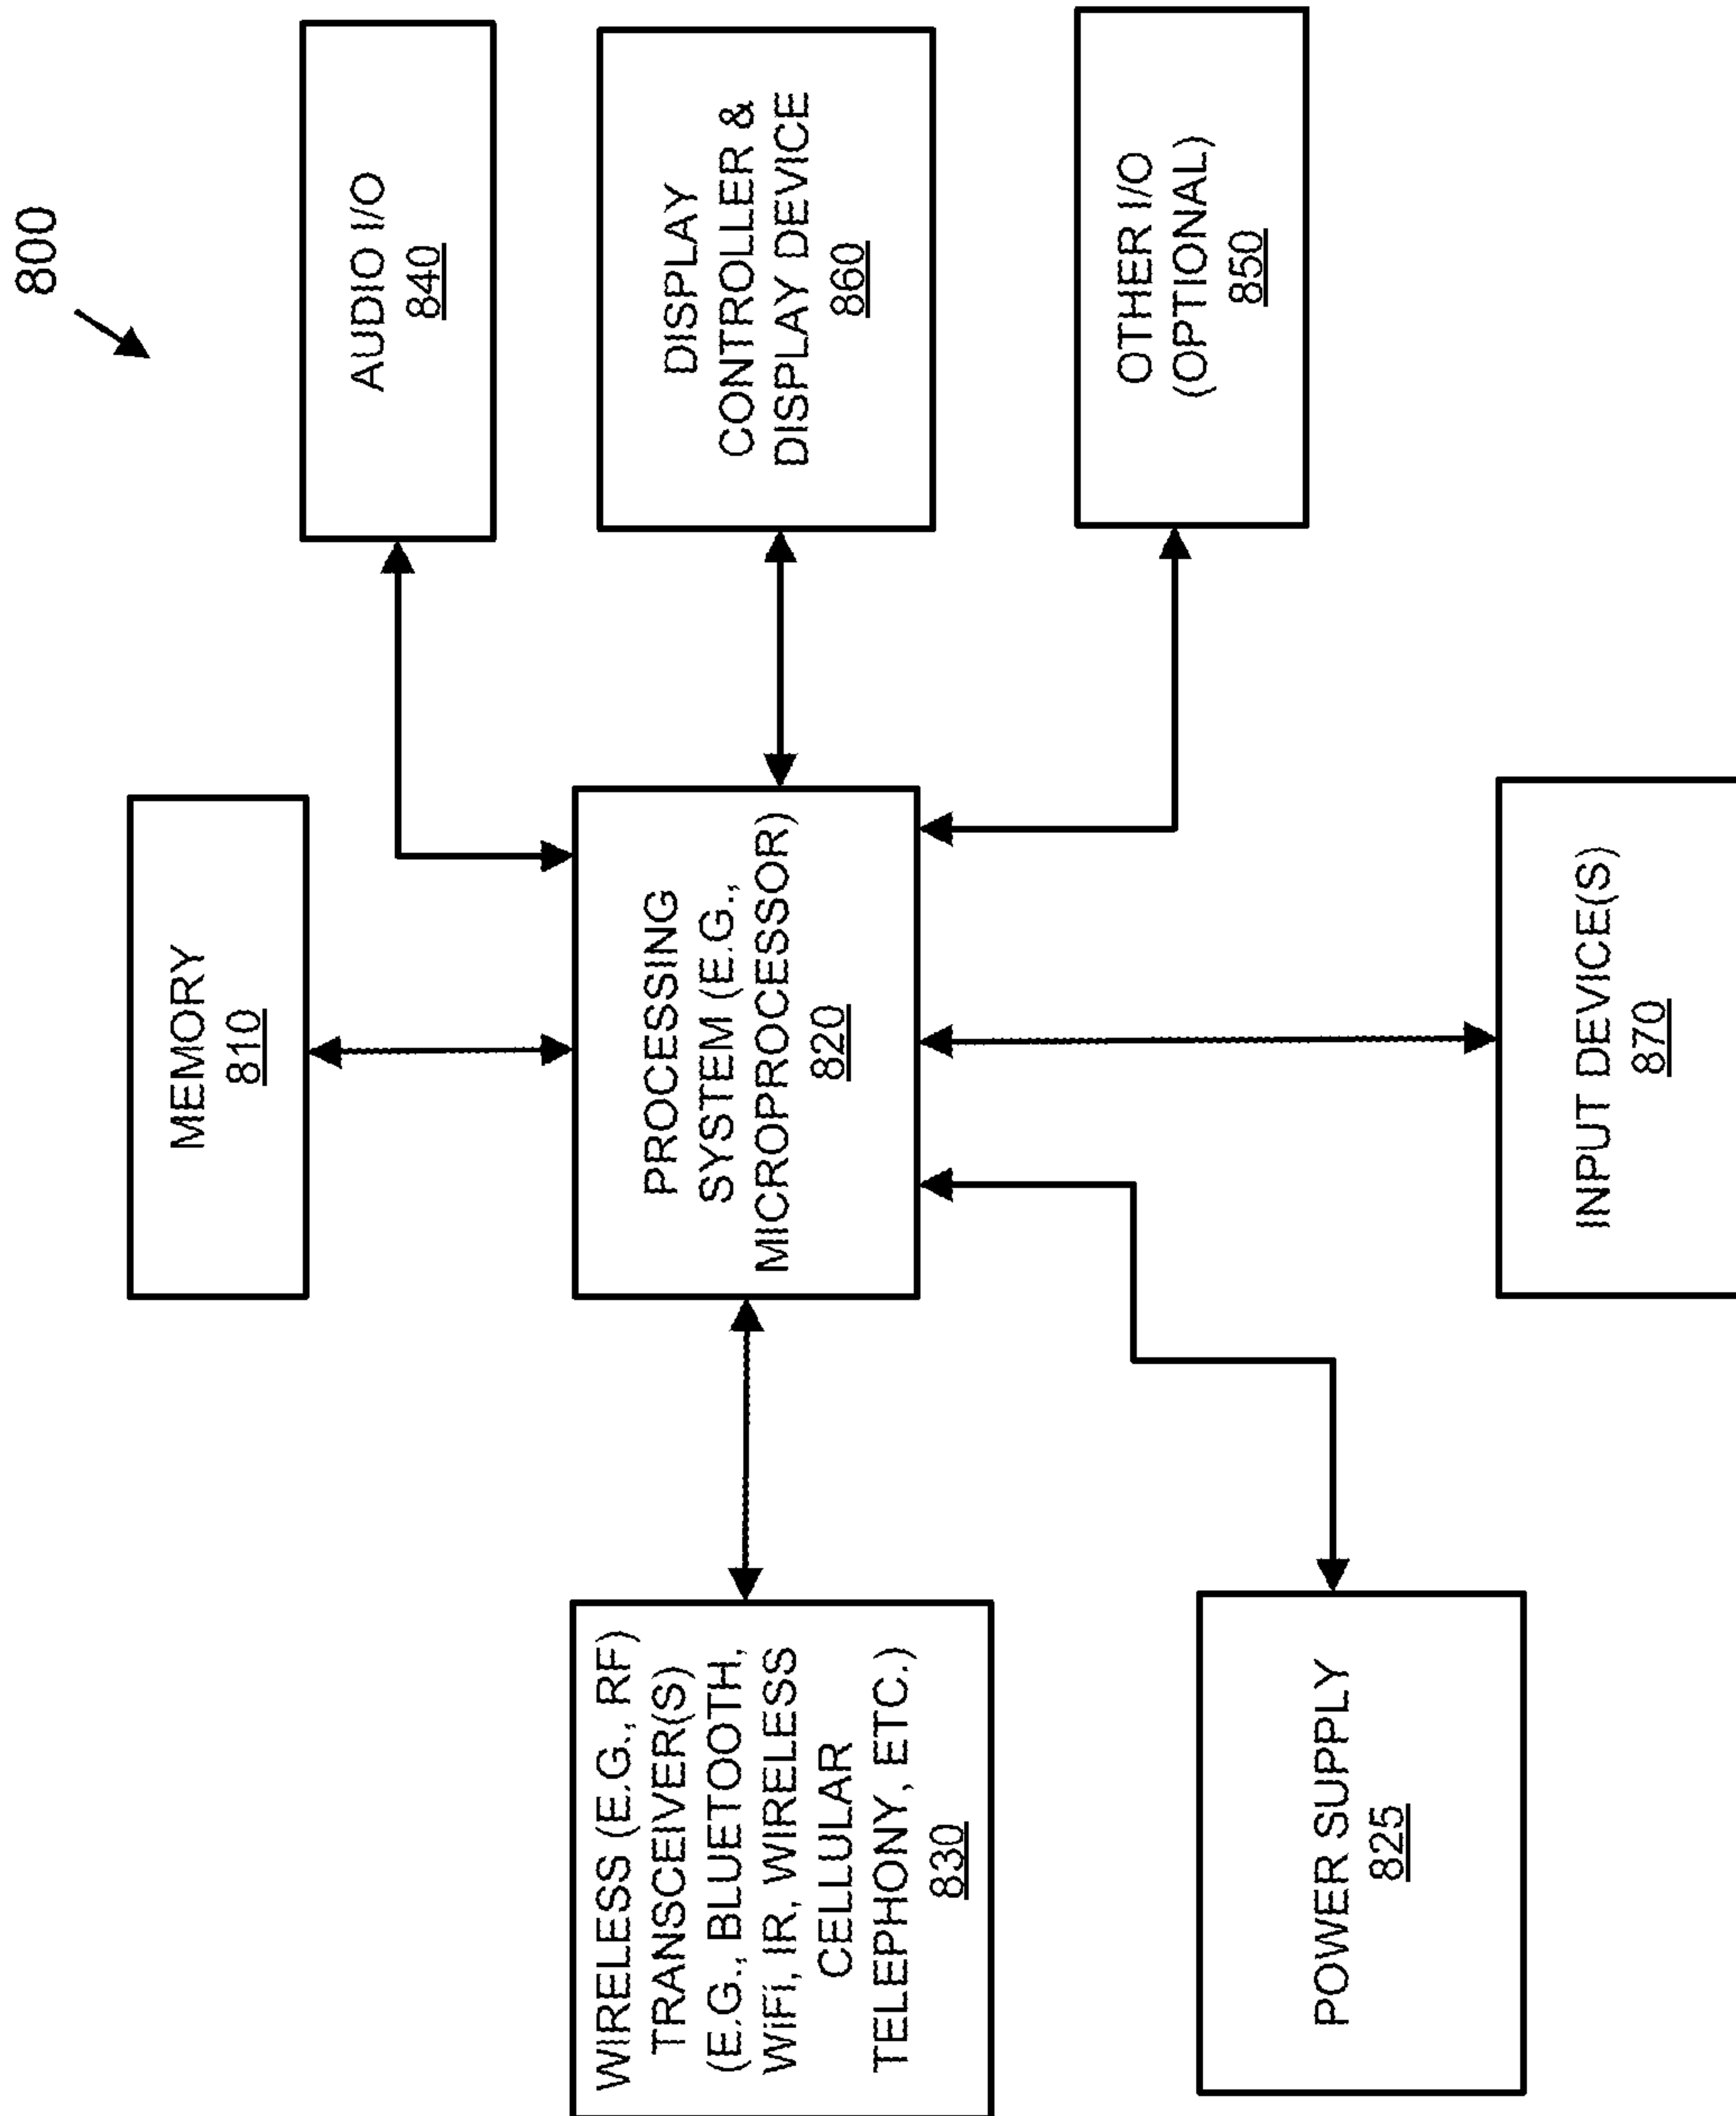 800
MEMORY
810
AUDIO I/O
840
WIRELESS (E.G., RF)
TRANSCEIVER(S)
(E.G., BLUETOOTH,
WiFi, IR, WIRELESS
CELLULAR
TELEPHONY, ETC.)
830
PROCESSING
SYSTEM (E.G.,
MICROPROCESSOR)
820
DISPLAY
CONTROLLER &
DISPLAY DEVICE
860
OTHER I/O
(OPTIONAL)
850
POWER SUPPLY
825
INPUT DEVICE(S)
870